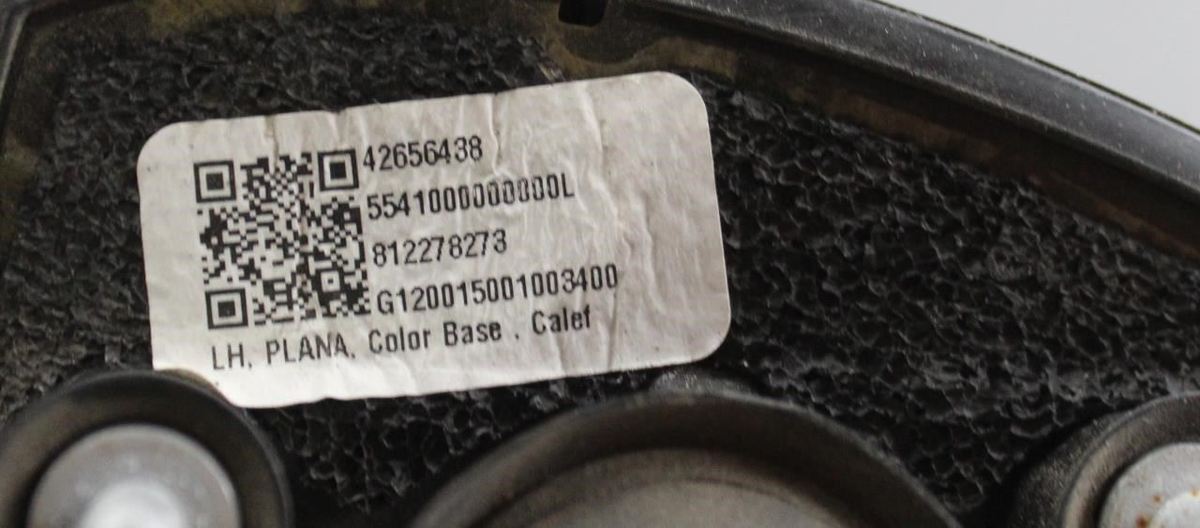 42656438
5541000000000L
812278273
G120015001003400
LH. PLANA. Color Base . Calef